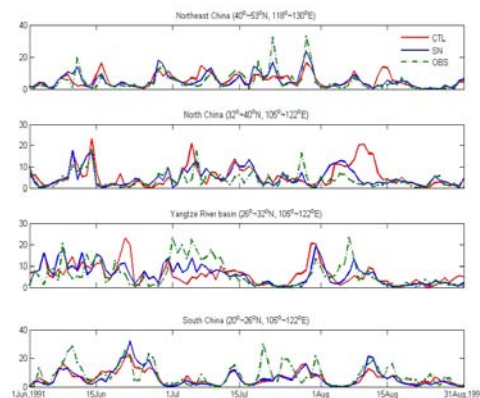 Northeast China (40°~53°N, 118°~130°E)
40
20
0
CTL
SN
OBS
North China (32°~40°N, 105°~122°E)
30
20
10
0
Yangtze River basin (26°~32°N, 105°~122°E)
30
20
10
0
South China (20°~26°N, 105°~122°E)
40
20
0
1Jun,1991 15Jun 1Jul 15Jul 1Aug 15Aug 31Aug,199